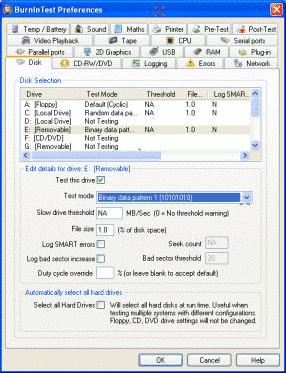 BurnInTest Preferences
Temp / Battery Sound Maths Printer Pre-Test Post-Test
Video Playback Tape CPU Serial ports
Parallel ports 2D Graphics USB RAM Plug-in
Disk CD-RW/DVD Logging Errors Network
Disk Selection
Drive Test Mode Threshold File... Log SMAR...
A: [Floppy] Default (Cyclic) NA 1.0 N
C: [Local Drive] Random data pa... NA 1.0 N
D: [Local Drive] Not Testing
E: [Removable] Binary data patt... NA 1.0 N
F: [CD/DVD] Not Testing
G: [Removable] Not Testing
Edit details for drive: E: [Removable]
Test this drive
Test mode Binary data pattern 1 (10101010)
Slow drive threshold NA MB/Sec (0 = No threshold warning)
File size 1.0 (% of disk space)
Log SMART errors Seek count NA
Log bad sector increase Bad sector threshold 20
Duty cycle override % (or leave blank to accept default)
Automatically select all hard drives
Select all Hard Drives Will select all hard disks at run time. Useful when
testing multiple systems with different configurations.
Floppy, CD, DVD drive settings will not be changed.
OK Cancel Help